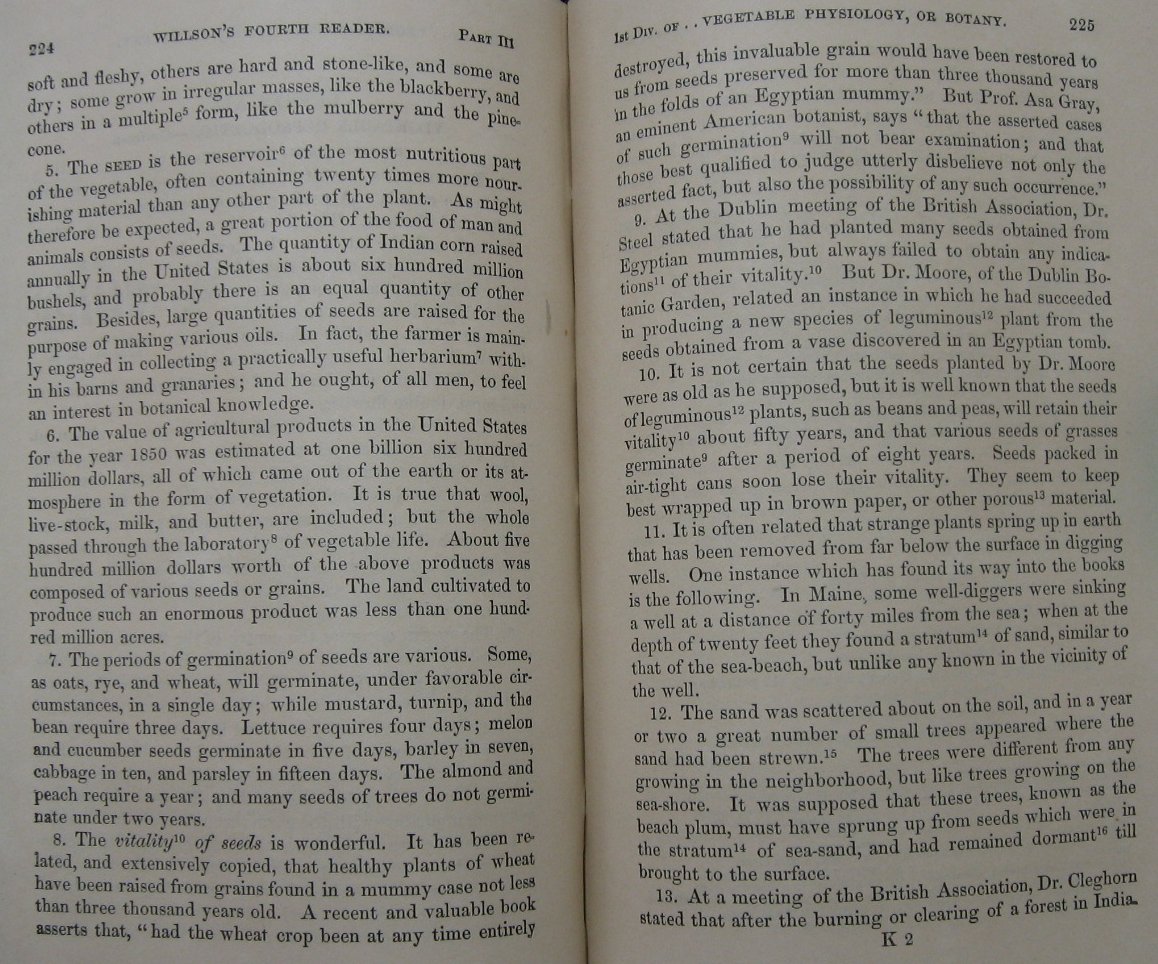 224 WILLSON'S FOURTH READER. PART III
soft and fleshy, others are hard and stone-like, and some are
dry; some grow in irregular masses, like the blackberry, and
others in a multiple⁵ form, like the mulberry and the pine-
cone.
5. The SEED is the reservoir⁶ of the most nutritious part
of the vegetable, often containing twenty times more nour-
ishing material than any other part of the plant. As might
therefore be expected, a great portion of the food of man and
animals consists of seeds. The quantity of Indian corn raised
annually in the United States is about six hundred million
bushels, and probably there is an equal quantity of other
grains. Besides, large quantities of seeds are raised for the
purpose of making various oils. In fact, the farmer is main-
ly engaged in collecting a practically useful herbarium⁷ with-
in his barns and granaries; and he ought, of all men, to feel
an interest in botanical knowledge.
6. The value of agricultural products in the United States
for the year 1850 was estimated at one billion six hundred
million dollars, all of which came out of the earth or its at-
mosphere in the form of vegetation. It is true that wool,
live-stock, milk, and butter, are included; but the whole
passed through the laboratory⁸ of vegetable life. About five
hundred million dollars worth of the above products was
composed of various seeds or grains. The land cultivated to
produce such an enormous product was less than one hund-
red million acres.
7. The periods of germination⁹ of seeds are various. Some,
as oats, rye, and wheat, will germinate, under favorable cir-
cumstances, in a single day; while mustard, turnip, and the
bean require three days. Lettuce requires four days; melon
and cucumber seeds germinate in five days, barley in seven,
cabbage in ten, and parsley in fifteen days. The almond and
peach require a year; and many seeds of trees do not germi-
nate under two years.
8. The vitality¹⁰ of seeds is wonderful. It has been re-
lated, and extensively copied, that healthy plants of wheat
have been raised from grains found in a mummy case not less
than three thousand years old. A recent and valuable book
asserts that, "had the wheat crop been at any time entirely
1st DIV. OF . . VEGETABLE PHYSIOLOGY, OR BOTANY. 225
destroyed, this invaluable grain would have been restored to
us from seeds preserved for more than three thousand years
in the folds of an Egyptian mummy." But Prof. Asa Gray,
an eminent American botanist, says "that the asserted cases
of such germination⁹ will not bear examination; and that
those best qualified to judge utterly disbelieve not only the
asserted fact, but also the possibility of any such occurrence."
9. At the Dublin meeting of the British Association, Dr.
Steel stated that he had planted many seeds obtained from
Egyptian mummies, but always failed to obtain any indica-
tions¹¹ of their vitality.¹⁰ But Dr. Moore, of the Dublin Bo-
tanic Garden, related an instance in which he had succeeded
in producing a new species of leguminous¹² plant from the
seeds obtained from a vase discovered in an Egyptian tomb.
10. It is not certain that the seeds planted by Dr. Moore
were as old as he supposed, but it is well known that the seeds
of leguminous¹² plants, such as beans and peas, will retain their
vitality¹⁰ about fifty years, and that various seeds of grasses
germinate⁹ after a period of eight years. Seeds packed in
air-tight cans soon lose their vitality. They seem to keep
best wrapped up in brown paper, or other porous¹³ material.
11. It is often related that strange plants spring up in earth
that has been removed from far below the surface in digging
wells. One instance which has found its way into the books
is the following. In Maine, some well-diggers were sinking
a well at a distance of forty miles from the sea; when at the
depth of twenty feet they found a stratum¹⁴ of sand, similar to
that of the sea-beach, but unlike any known in the vicinity of
the well.
12. The sand was scattered about on the soil, and in a year
or two a great number of small trees appeared where the
sand had been strewn.¹⁵ The trees were different from any
growing in the neighborhood, but like trees growing on the
sea-shore. It was supposed that these trees, known as the
beach plum, must have sprung up from seeds which were in
the stratum¹⁴ of sea-sand, and had remained dormant¹⁶ till
brought to the surface.
13. At a meeting of the British Association, Dr. Cleghorn
stated that after the burning or clearing of a forest in India.
K 2